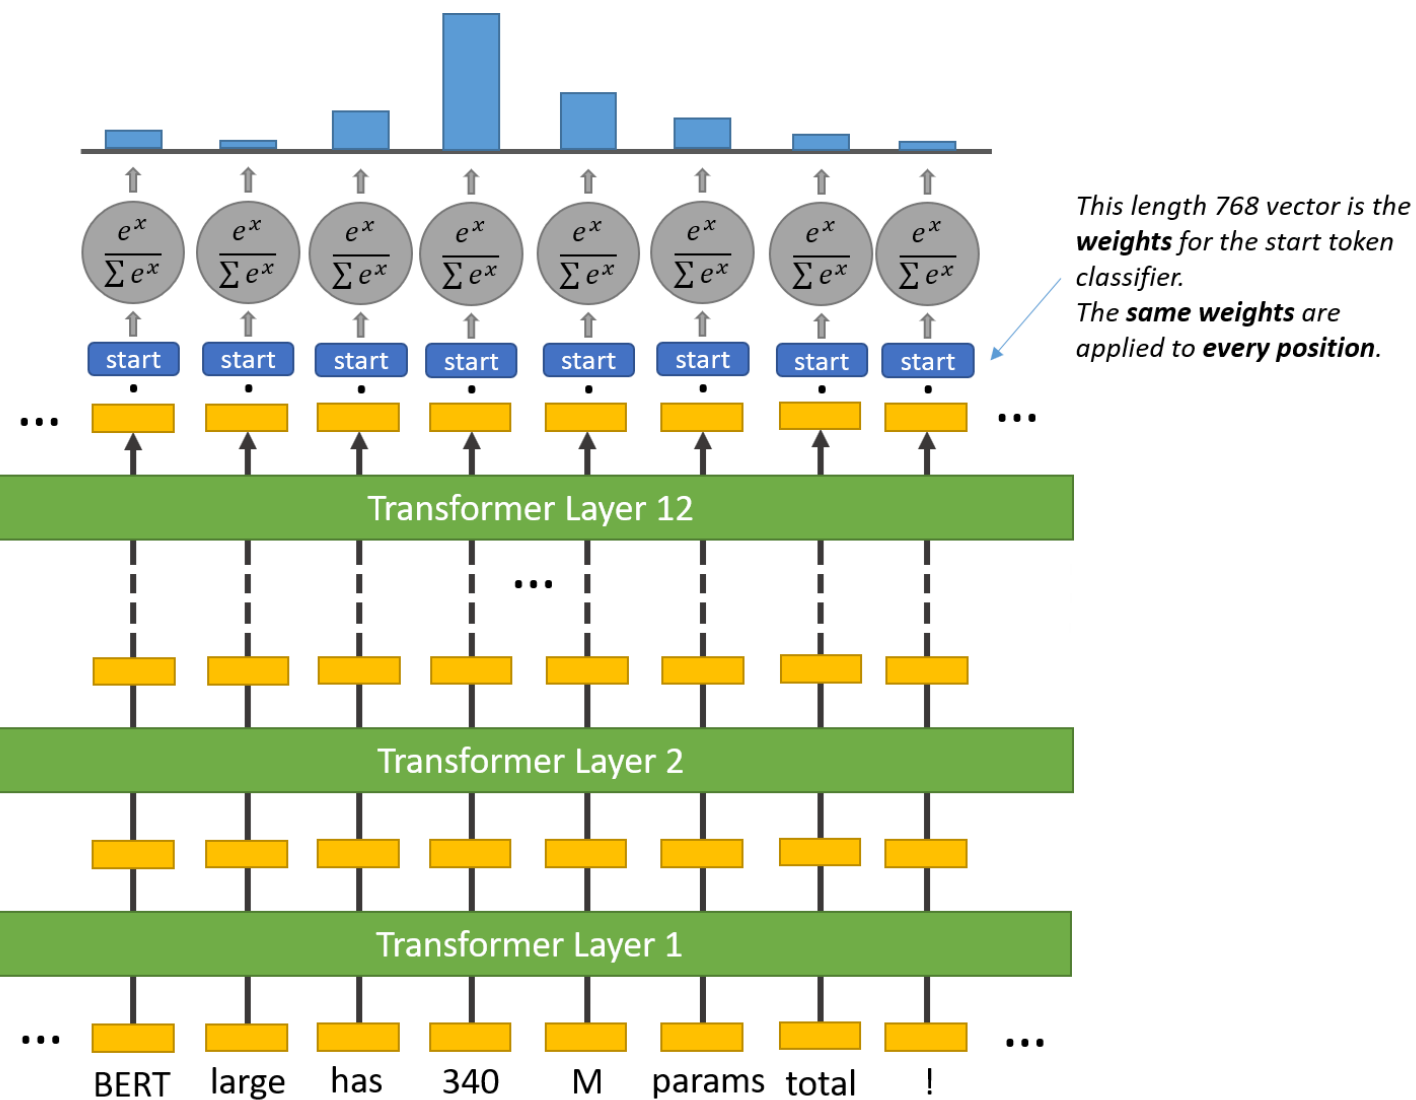 e^x/∑ e^x e^x/∑ e^x e^x/∑ e^x e^x/∑ e^x e^x/∑ e^x e^x/∑ e^x e^x/∑ e^x e^x/∑ e^x
This length 768 vector is the
weights for the start token
classifier.
The same weights are
applied to every position.
start start start start start start start start
... ...
Transformer Layer 12
...
Transformer Layer 2
Transformer Layer 1
... ...
BERT large has 340 M params total !